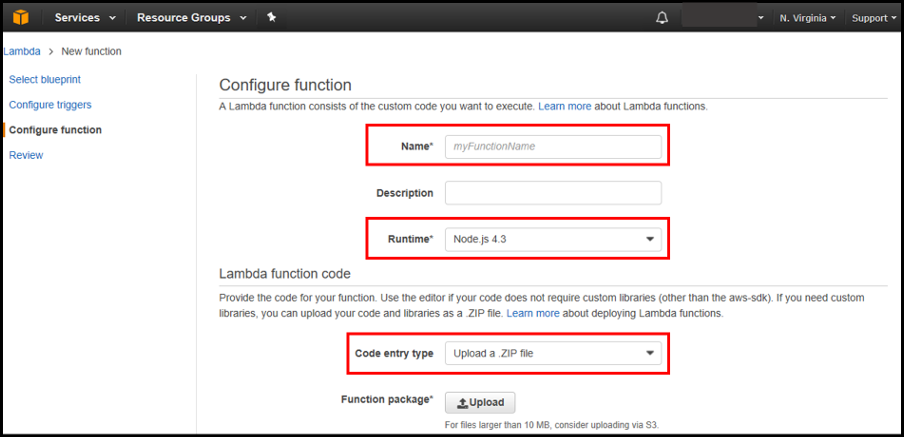 Services Resource Groups N. Virginia Support
Lambda > New function
Select blueprint
Configure triggers
Configure function
Review
Configure function
A Lambda function consists of the custom code you want to execute. Learn more about Lambda functions.
Name* myFunctionName
Description
Runtime* Node.js 4.3
Lambda function code
Provide the code for your function. Use the editor if your code does not require custom libraries (other than the aws-sdk). If you need custom
libraries, you can upload your code and libraries as a .ZIP file. Learn more about deploying Lambda functions.
Code entry type Upload a .ZIP file
Function package* Upload
For files larger than 10 MB, consider uploading via S3.